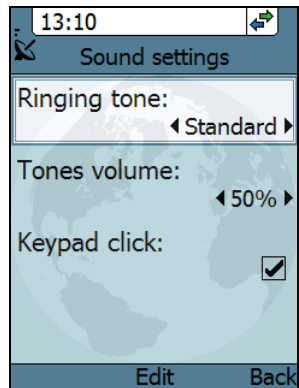 13:10
Sound settings
Ringing tone:
Standard
Tones volume:
50%
Keypad click:
Edit Back